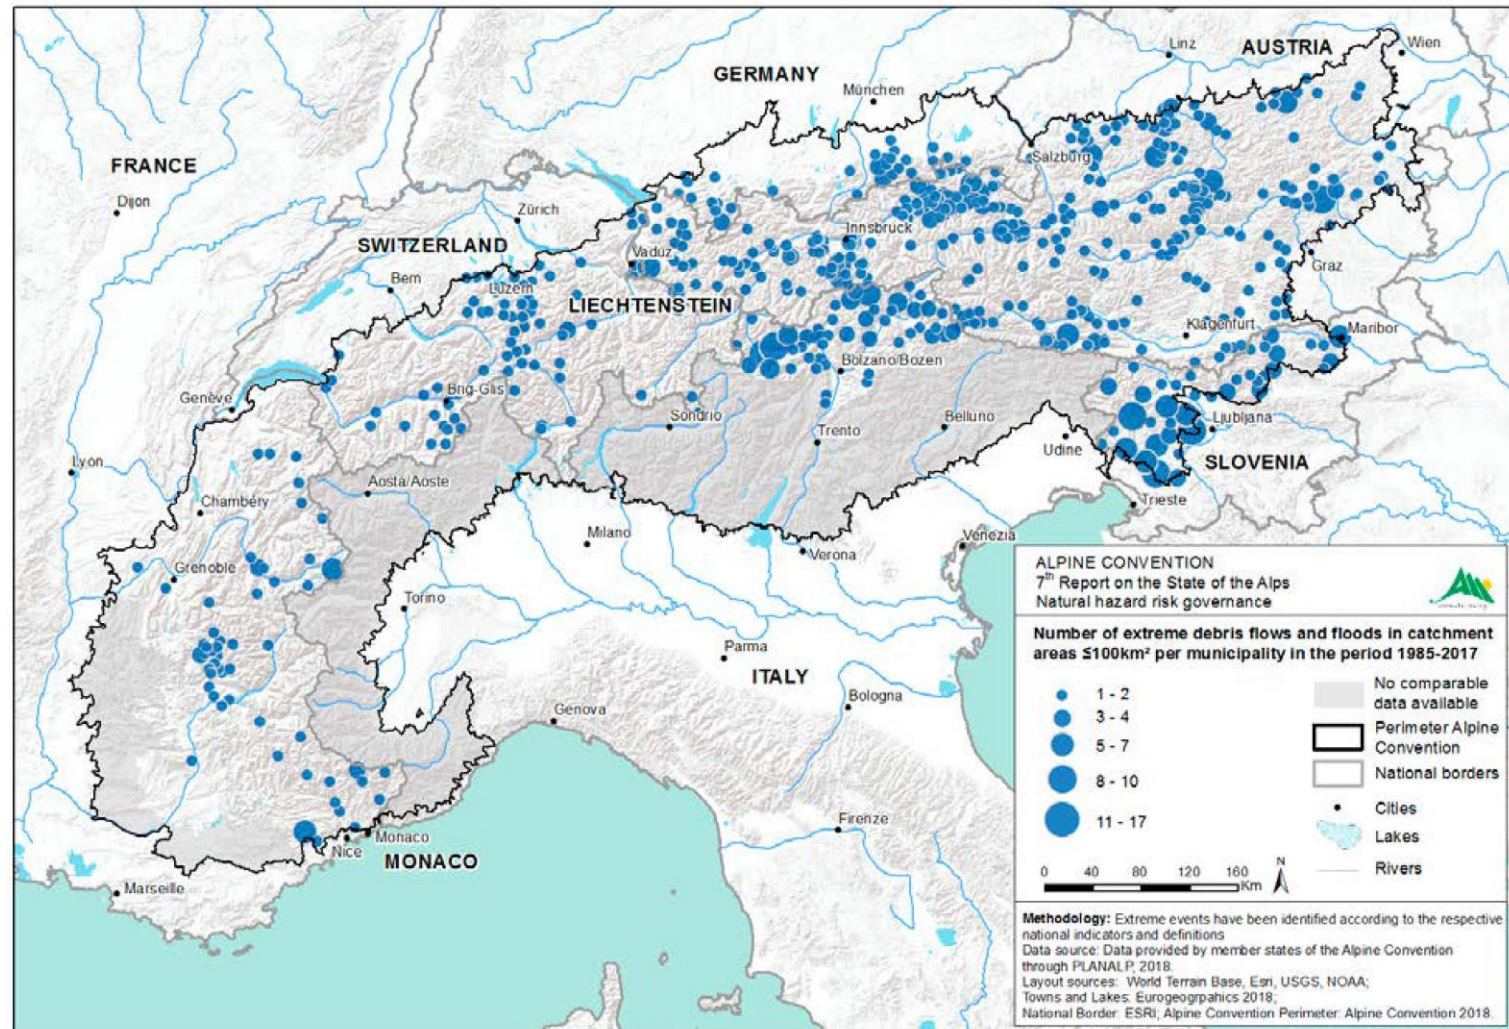 AUSTRIA
Wien
Linz
GERMANY
München
FRANCE
Salzburg
Dijon
Zürich
SWITZERLAND
Innsbruck
Vaduz
Graz
Bern
Luzern
LIECHTENSTEIN
Klagenfurt
Maribor
Bolzano/Bozen
Brig-Glis
Genève
Sondrio
Belluno
Ljubljana
Trento
Udine
SLOVENIA
Lyon
Aosta/Aoste
Chambéry
Trieste
Milano
Venezia
Verona
Grenoble
Torino
Parma
ITALY
Bologna
Genova
Firenze
Monaco
Nice
MONACO
Marseille
ALPINE CONVENTION
7th Report on the State of the Alps
Natural hazard risk governance
Number of extreme debris flows and floods in catchment
areas ≦100km² per municipality in the period 1985-2017
1 - 2
3 - 4
5 - 7
8 - 10
11 - 17
No comparable
data available
Perimeter Alpine
Convention
National borders
Cities
Lakes
Rivers
0 40 80 120 160
Km
N
Methodology: Extreme events have been identified according to the respective
national indicators and definitions
Data source: Data provided by member states of the Alpine Convention
through PLANALP, 2018.
Layout sources: World Terrain Base, Esri, USGS, NOAA;
Towns and Lakes: Eurogeogrpahics 2018;
National Border: ESRI; Alpine Convention Perimeter: Alpine Convention 2018.